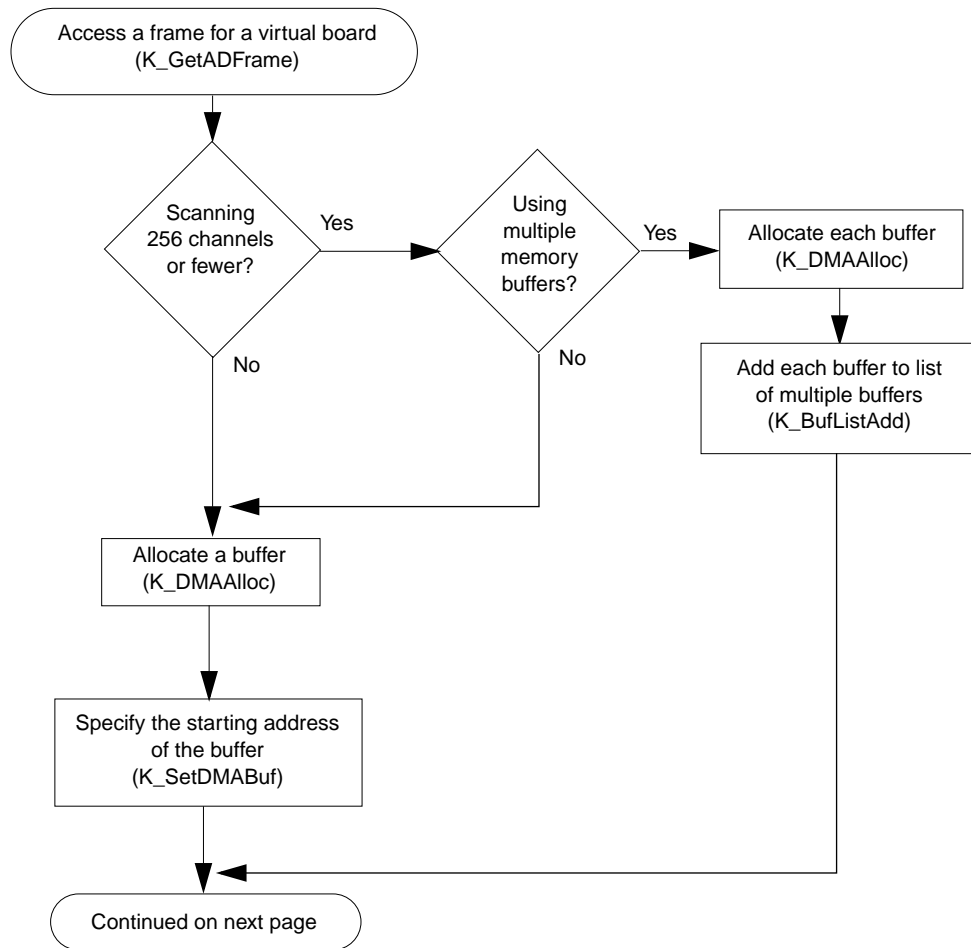 Access a frame for a virtual board
(K_GetADFrame)
Scanning
256 channels
or fewer?
Yes
No
Using
multiple
memory
buffers?
Yes
No
Allocate each buffer
(K_DMAAlloc)
Add each buffer to list
of multiple buffers
(K_BufListAdd)
Allocate a buffer
(K_DMAAlloc)
Specify the starting address
of the buffer
(K_SetDMABuf)
Continued on next page